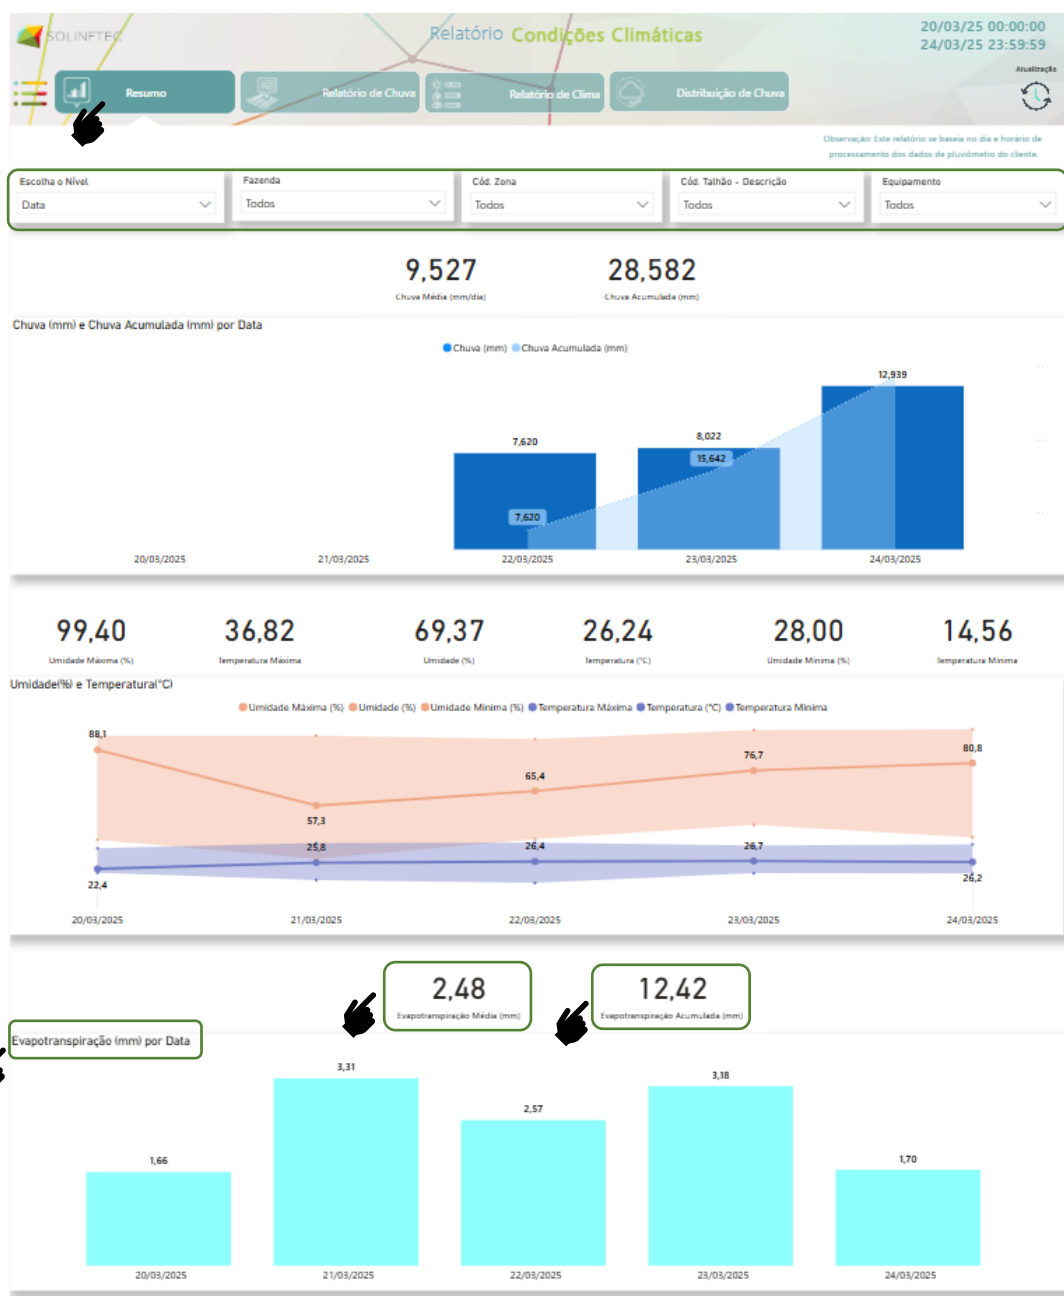 SOLINFTEC
Relatório Condições Climáticas
20/03/25 00:00:00
24/03/25 23:59:59
Atualização
Resumo
Relatório de Chuva
Relatório de Clima
Distribuição de Chuva
Observação: Este relatório se baseia no dia e horário de
processamento dos dados de pluviômetro do cliente.
Escolha o Nível
Data
Fazenda
Todos
Cód. Zona
Todos
Cód. Talhão - Descrição
Todos
Equipamento
Todos
9,527
Chuva Média (mm/dia)
28,582
Chuva Acumulada (mm)
Chuva (mm) e Chuva Acumulada (mm) por Data
Chuva (mm) Chuva Acumulada (mm)
12,939
7,620
8,022
15,642
7,620
20/03/2025 21/03/2025 22/03/2025 23/03/2025 24/03/2025
99,40
Umidade Máxima (%)
36,82
Temperatura Máxima
69,37
Umidade (%)
26,24
Temperatura (°C)
28,00
Umidade Mínima (%)
14,56
Temperatura Mínima
Umidade(%) e Temperatura(°C)
Umidade Máxima (%) Umidade (%) Umidade Mínima (%) Temperatura Máxima Temperatura (°C) Temperatura Mínima
88,1
57,3
65,4
76,7
80,8
22,4
25,8
26,4
26,7
26,2
20/03/2025 21/03/2025 22/03/2025 23/03/2025 24/03/2025
2,48
Evapotranspiração Média (mm)
12,42
Evapotranspiração Acumulada (mm)
Evapotranspiração (mm) por Data
1,66
3,31
2,57
3,18
1,70
20/03/2025 21/03/2025 22/03/2025 23/03/2025 24/03/2025